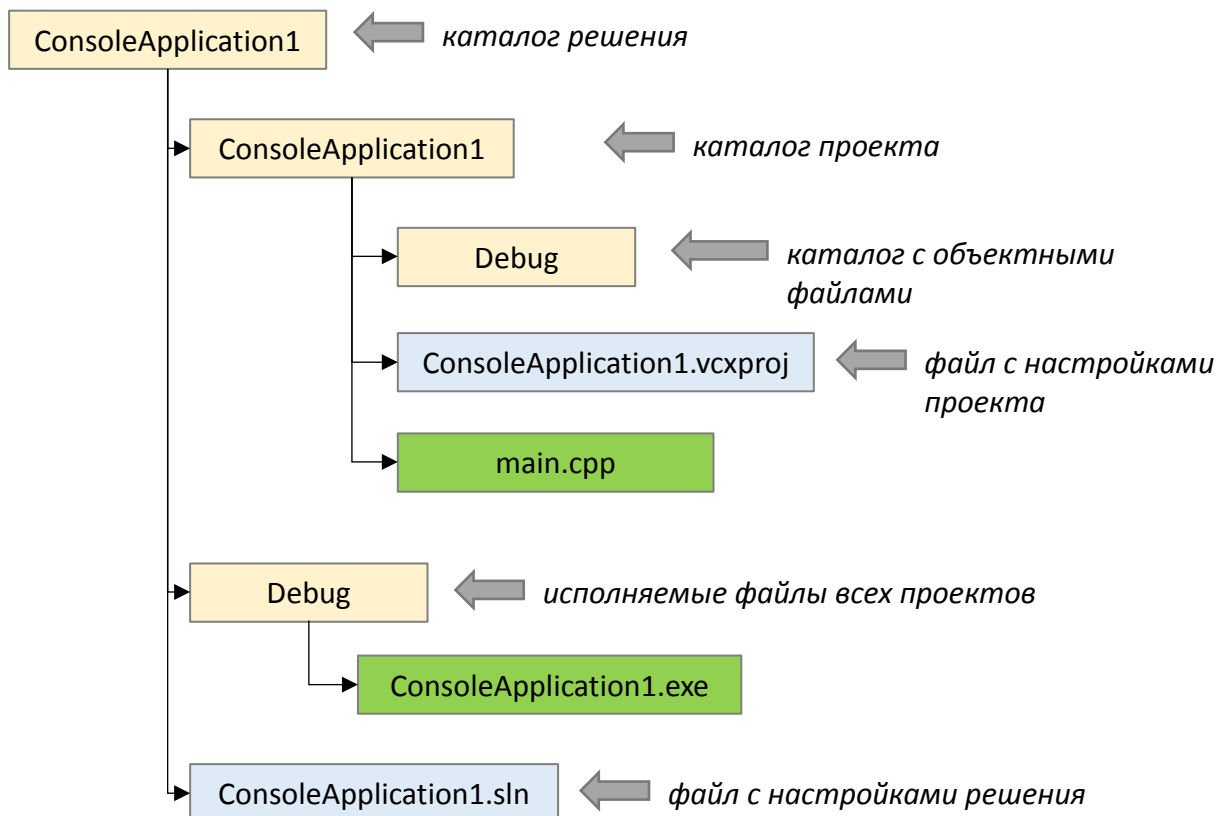 ConsoleApplication1
каталог решения
ConsoleApplication1
каталог проекта
Debug
каталог с объектными
файлами
ConsoleApplication1.vcxproj
файл с настройками
проекта
main.cpp
Debug
исполняемые файлы всех проектов
ConsoleApplication1.exe
ConsoleApplication1.sln
файл с настройками решения